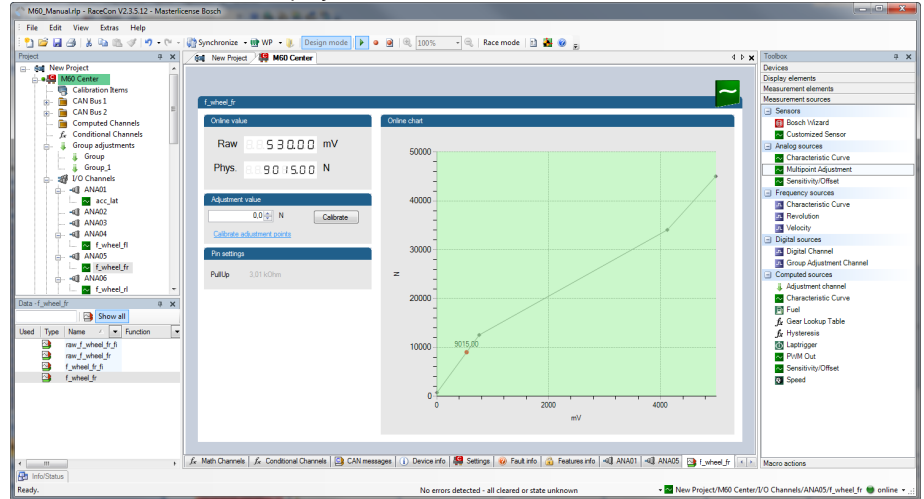 M60_Manual.rlp - RaceCon V2.3.5.12 - Masterlicense Bosch
File Edit View Extras Help
Synchronize WP Design mode 100% Race mode
Project
New Project
M60 Center
Calibration Items
CAN Bus 1
CAN Bus 2
Computed Channels
fx Conditional Channels
Group adjustments
Group
Group_1
I/O Channels
ANA01
acc_lat
ANA02
ANA03
ANA04
f_wheel_fl
ANA05
f_wheel_fr
ANA06
f_wheel_rl
Data - f_wheel_fr
Show all
Used Type Name Function
raw_f_wheel_fr_fi
raw_f_wheel_fr
f_wheel_fr_fi
f_wheel_fr
New Project M60 Center
f_wheel_fr
Online value
Raw 530.00 mV
Phys. 9015.00 N
Adjustment value
0,0 N Calibrate
Calibrate adjustment points
Pin settings
PullUp 3,01 kOhm
Online chart
50000
40000
30000
N
20000
10000
9015,00
0
0 2000 4000
mV
fx Math Channels fx Conditional Channels CAN messages Device info Settings Fault info Features info ANA01 ANA05 f_wheel_fr
Toolbox
Devices
Display elements
Measurement elements
Measurement sources
Sensors
Bosch Wizard
Customized Sensor
Analog sources
Characteristic Curve
Multipoint Adjustment
Sensitivity/Offset
Frequency sources
Characteristic Curve
Revolution
Velocity
Digital sources
Digital Channel
Group Adjustment Channel
Computed sources
Adjustment channel
Characteristic Curve
Fuel
fx Gear Lookup Table
fx Hysteresis
Laptrigger
PWM Out
Sensitivity/Offset
Speed
Macro actions
Info/Status
Ready. No errors detected - all cleared or state unknown New Project/M60 Center/I/O Channels/ANA05/f_wheel_fr online